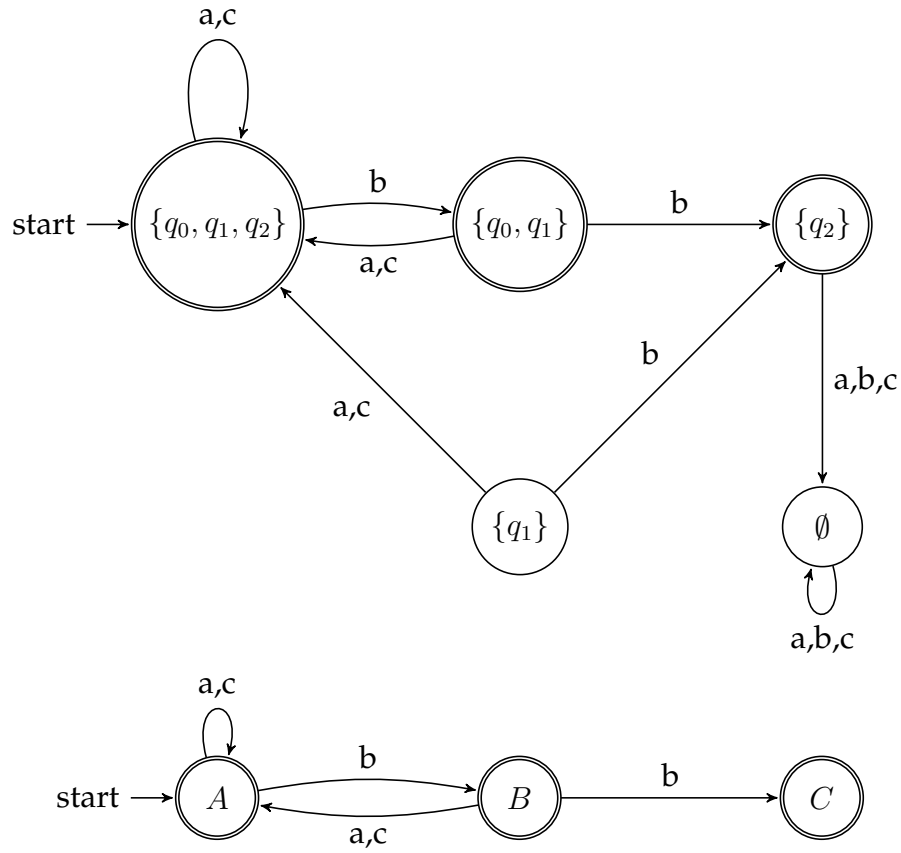 a,c
start
{q₀, q₁, q₂}
b
a,c
{q₀, q₁}
b
{q₂}
a,c
b
a,b,c
{q₁}
∅
a,b,c
a,c
start
A
b
a,c
B
b
C